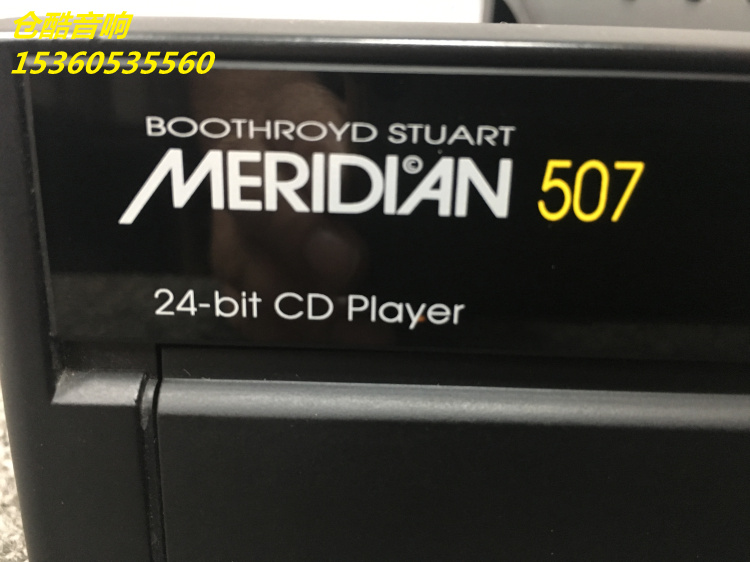 仓酷音响
15360535560
BOOTHROYD STUART
MERIDIAN © 507
24-bit CD Player